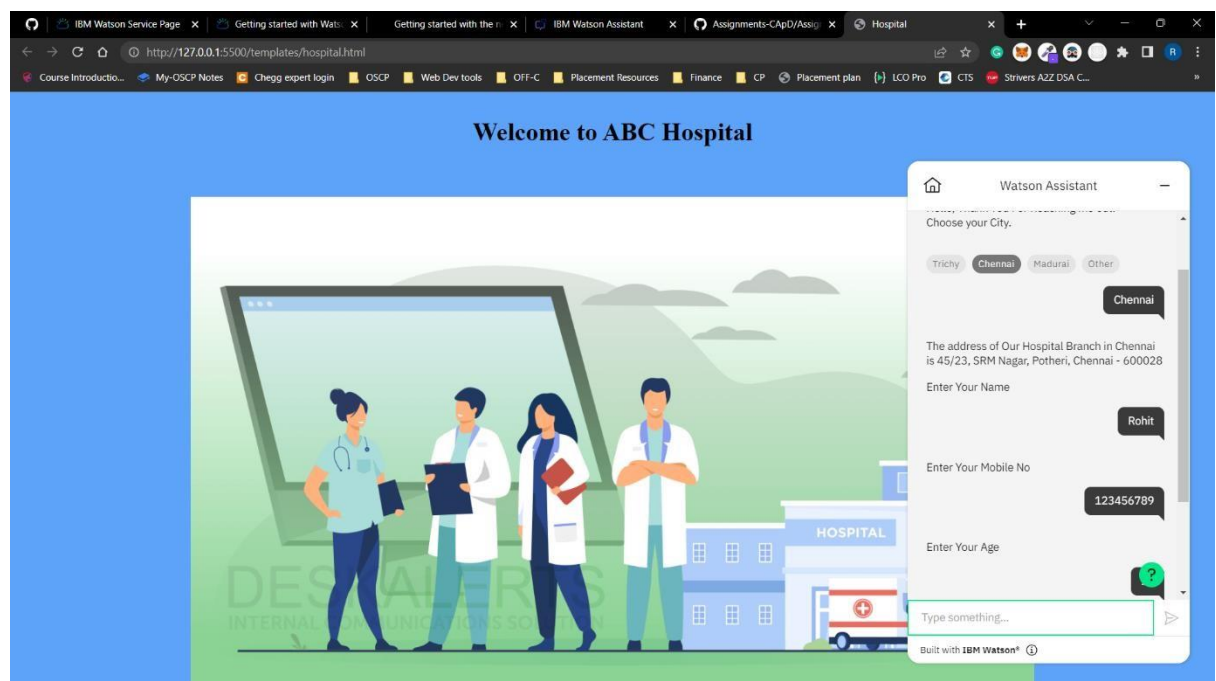 IBM Watson Service Page
Getting started with Wats
Getting started with the n
IBM Watson Assistant
Assignments-CApD/Assig
Hospital
http://127.0.0.1:5500/templates/hospital.html
R
Course Introductio...
My-OSCP Notes
Chegg expert login
OSCP
Web Dev tools
OFF-C
Placement Resources
Finance
CP
Placement plan
LCO Pro
CTS
Strivers A2Z DSA C...
Welcome to ABC Hospital
Watson Assistant
Choose your City.
Trichy
Chennai
Madurai
Other
Chennai
The address of Our Hospital Branch in Chennai
is 45/23, SRM Nagar, Potheri, Chennai - 600028
Enter Your Name
Rohit
Enter Your Mobile No
123456789
Enter Your Age
?
Type something...
Built with IBM Watson®
HOSPITAL
INTERNAL COMMUNICATIONS